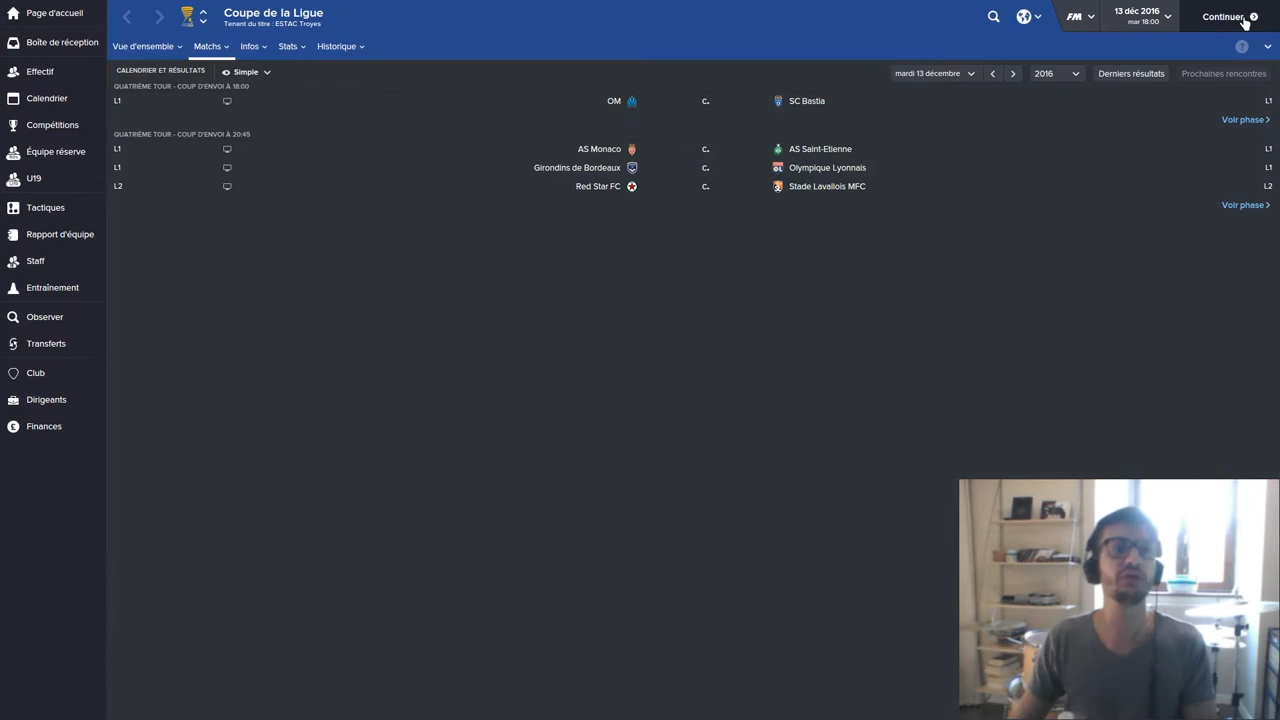 Page d'accueil
Boîte de réception
Effectif
Calendrier
Compétitions
Équipe réserve
U19
Tactiques
Rapport d'équipe
Staff
Entraînement
Observer
Transferts
Club
Dirigeants
Finances
Coupe de la Ligue
Tenant du titre : ESTAC Troyes
FM
13 déc 2016
mar 18:00
Continuer
Vue d'ensemble
Matchs
Infos
Stats
Historique
?
CALENDRIER ET RÉSULTATS
Simple
mardi 13 décembre
2016
Derniers résultats
Prochaines rencontres
QUATRIÈME TOUR - COUP D'ENVOI À 18:00
L1 OM c. SC Bastia L1
Voir phase >
QUATRIÈME TOUR - COUP D'ENVOI À 20:45
L1 AS Monaco c. AS Saint-Etienne L1
L1 Girondins de Bordeaux c. Olympique Lyonnais L1
L2 Red Star FC c. Stade Lavallois MFC L2
Voir phase >